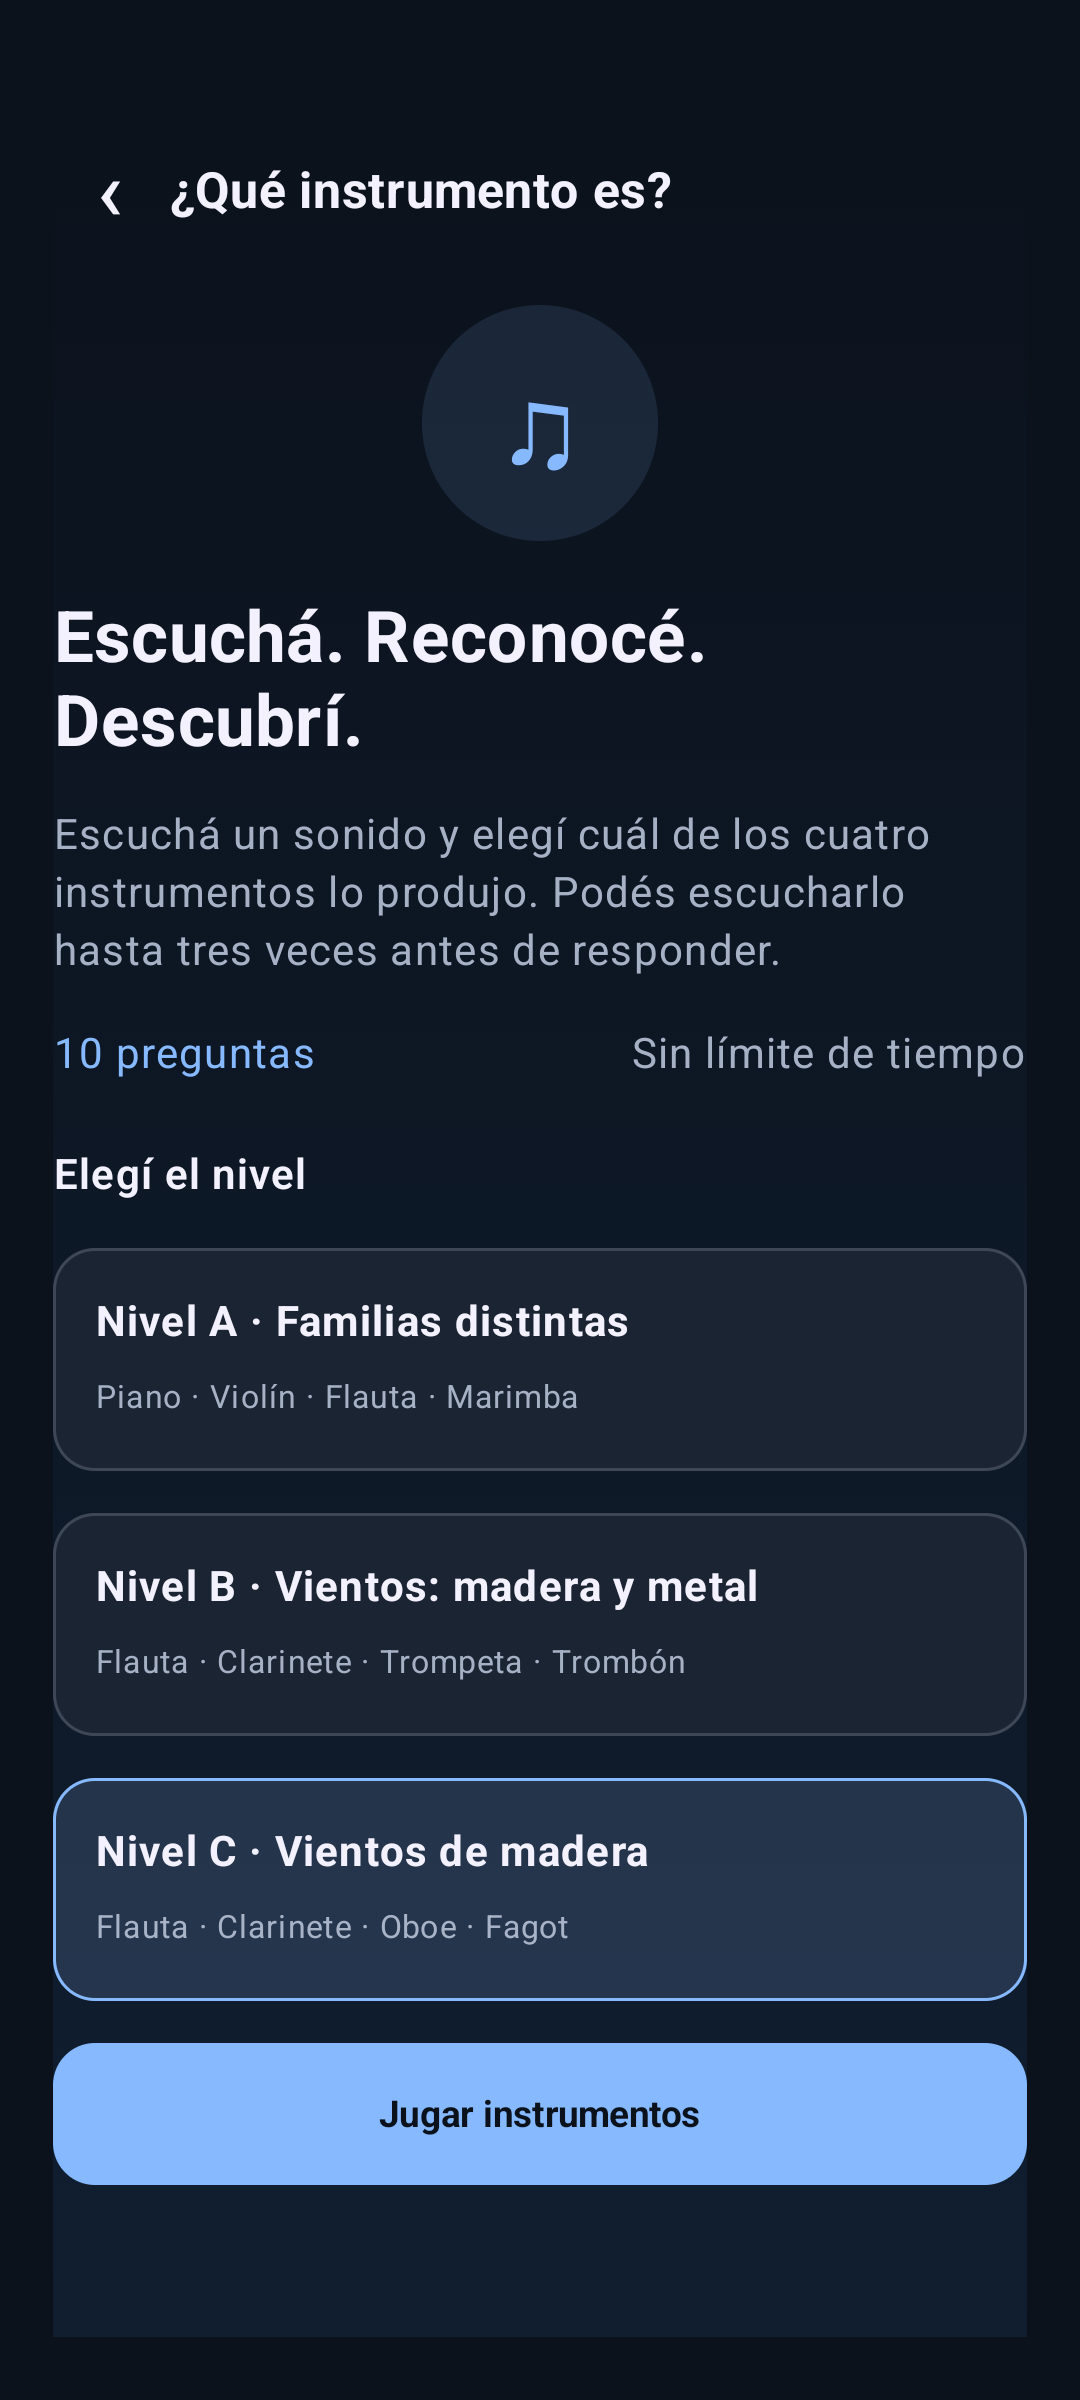 ¿Qué instrumento es?
Escuchá. Reconocé.
Descubrí.
Escuchá un sonido y elegí cuál de los cuatro
instrumentos lo produjo. Podés escucharlo
hasta tres veces antes de responder.
10 preguntas
Sin límite de tiempo
Elegí el nivel
Nivel A · Familias distintas
Piano · Violín · Flauta · Marimba
Nivel B · Vientos: madera y metal
Flauta · Clarinete · Trompeta · Trombón
Nivel C · Vientos de madera
Flauta · Clarinete · Oboe · Fagot
Jugar instrumentos